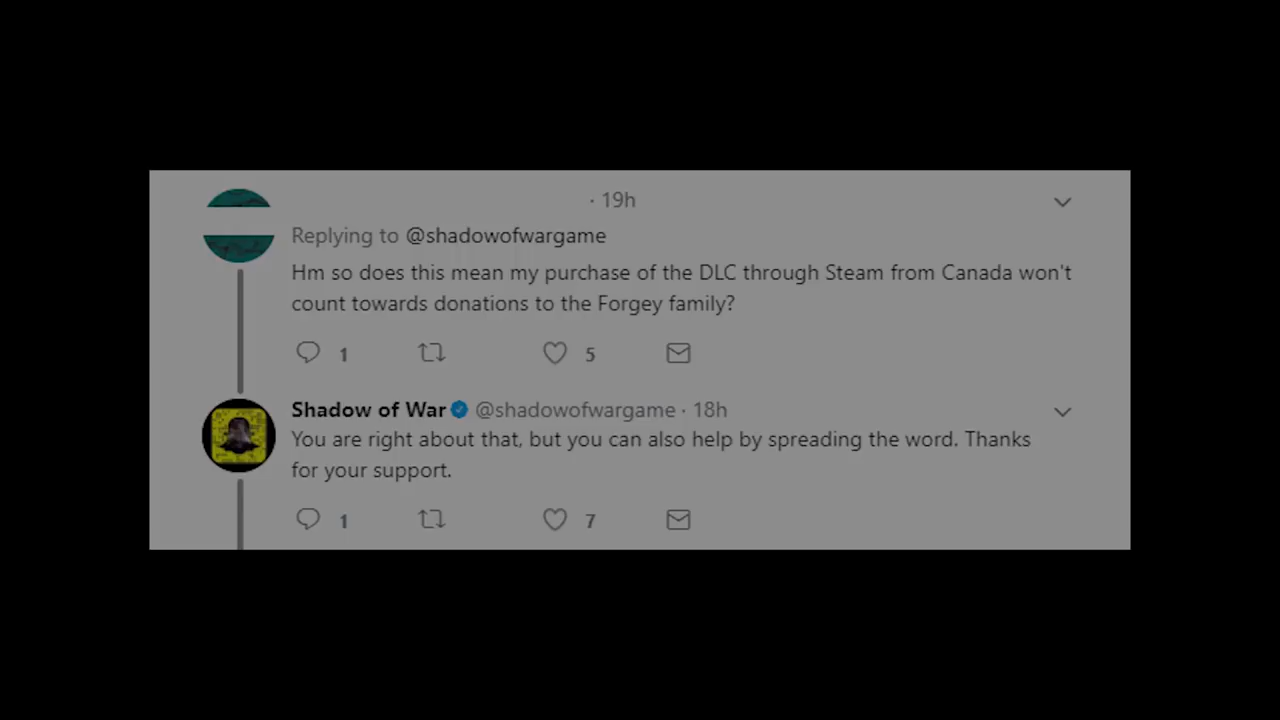 · 19h
Replying to @shadowofwargame
Hm so does this mean my purchase of the DLC through Steam from Canada won't
count towards donations to the Forgey family?
1 5
Shadow of War @shadowofwargame · 18h
You are right about that, but you can also help by spreading the word. Thanks
for your support.
1 7